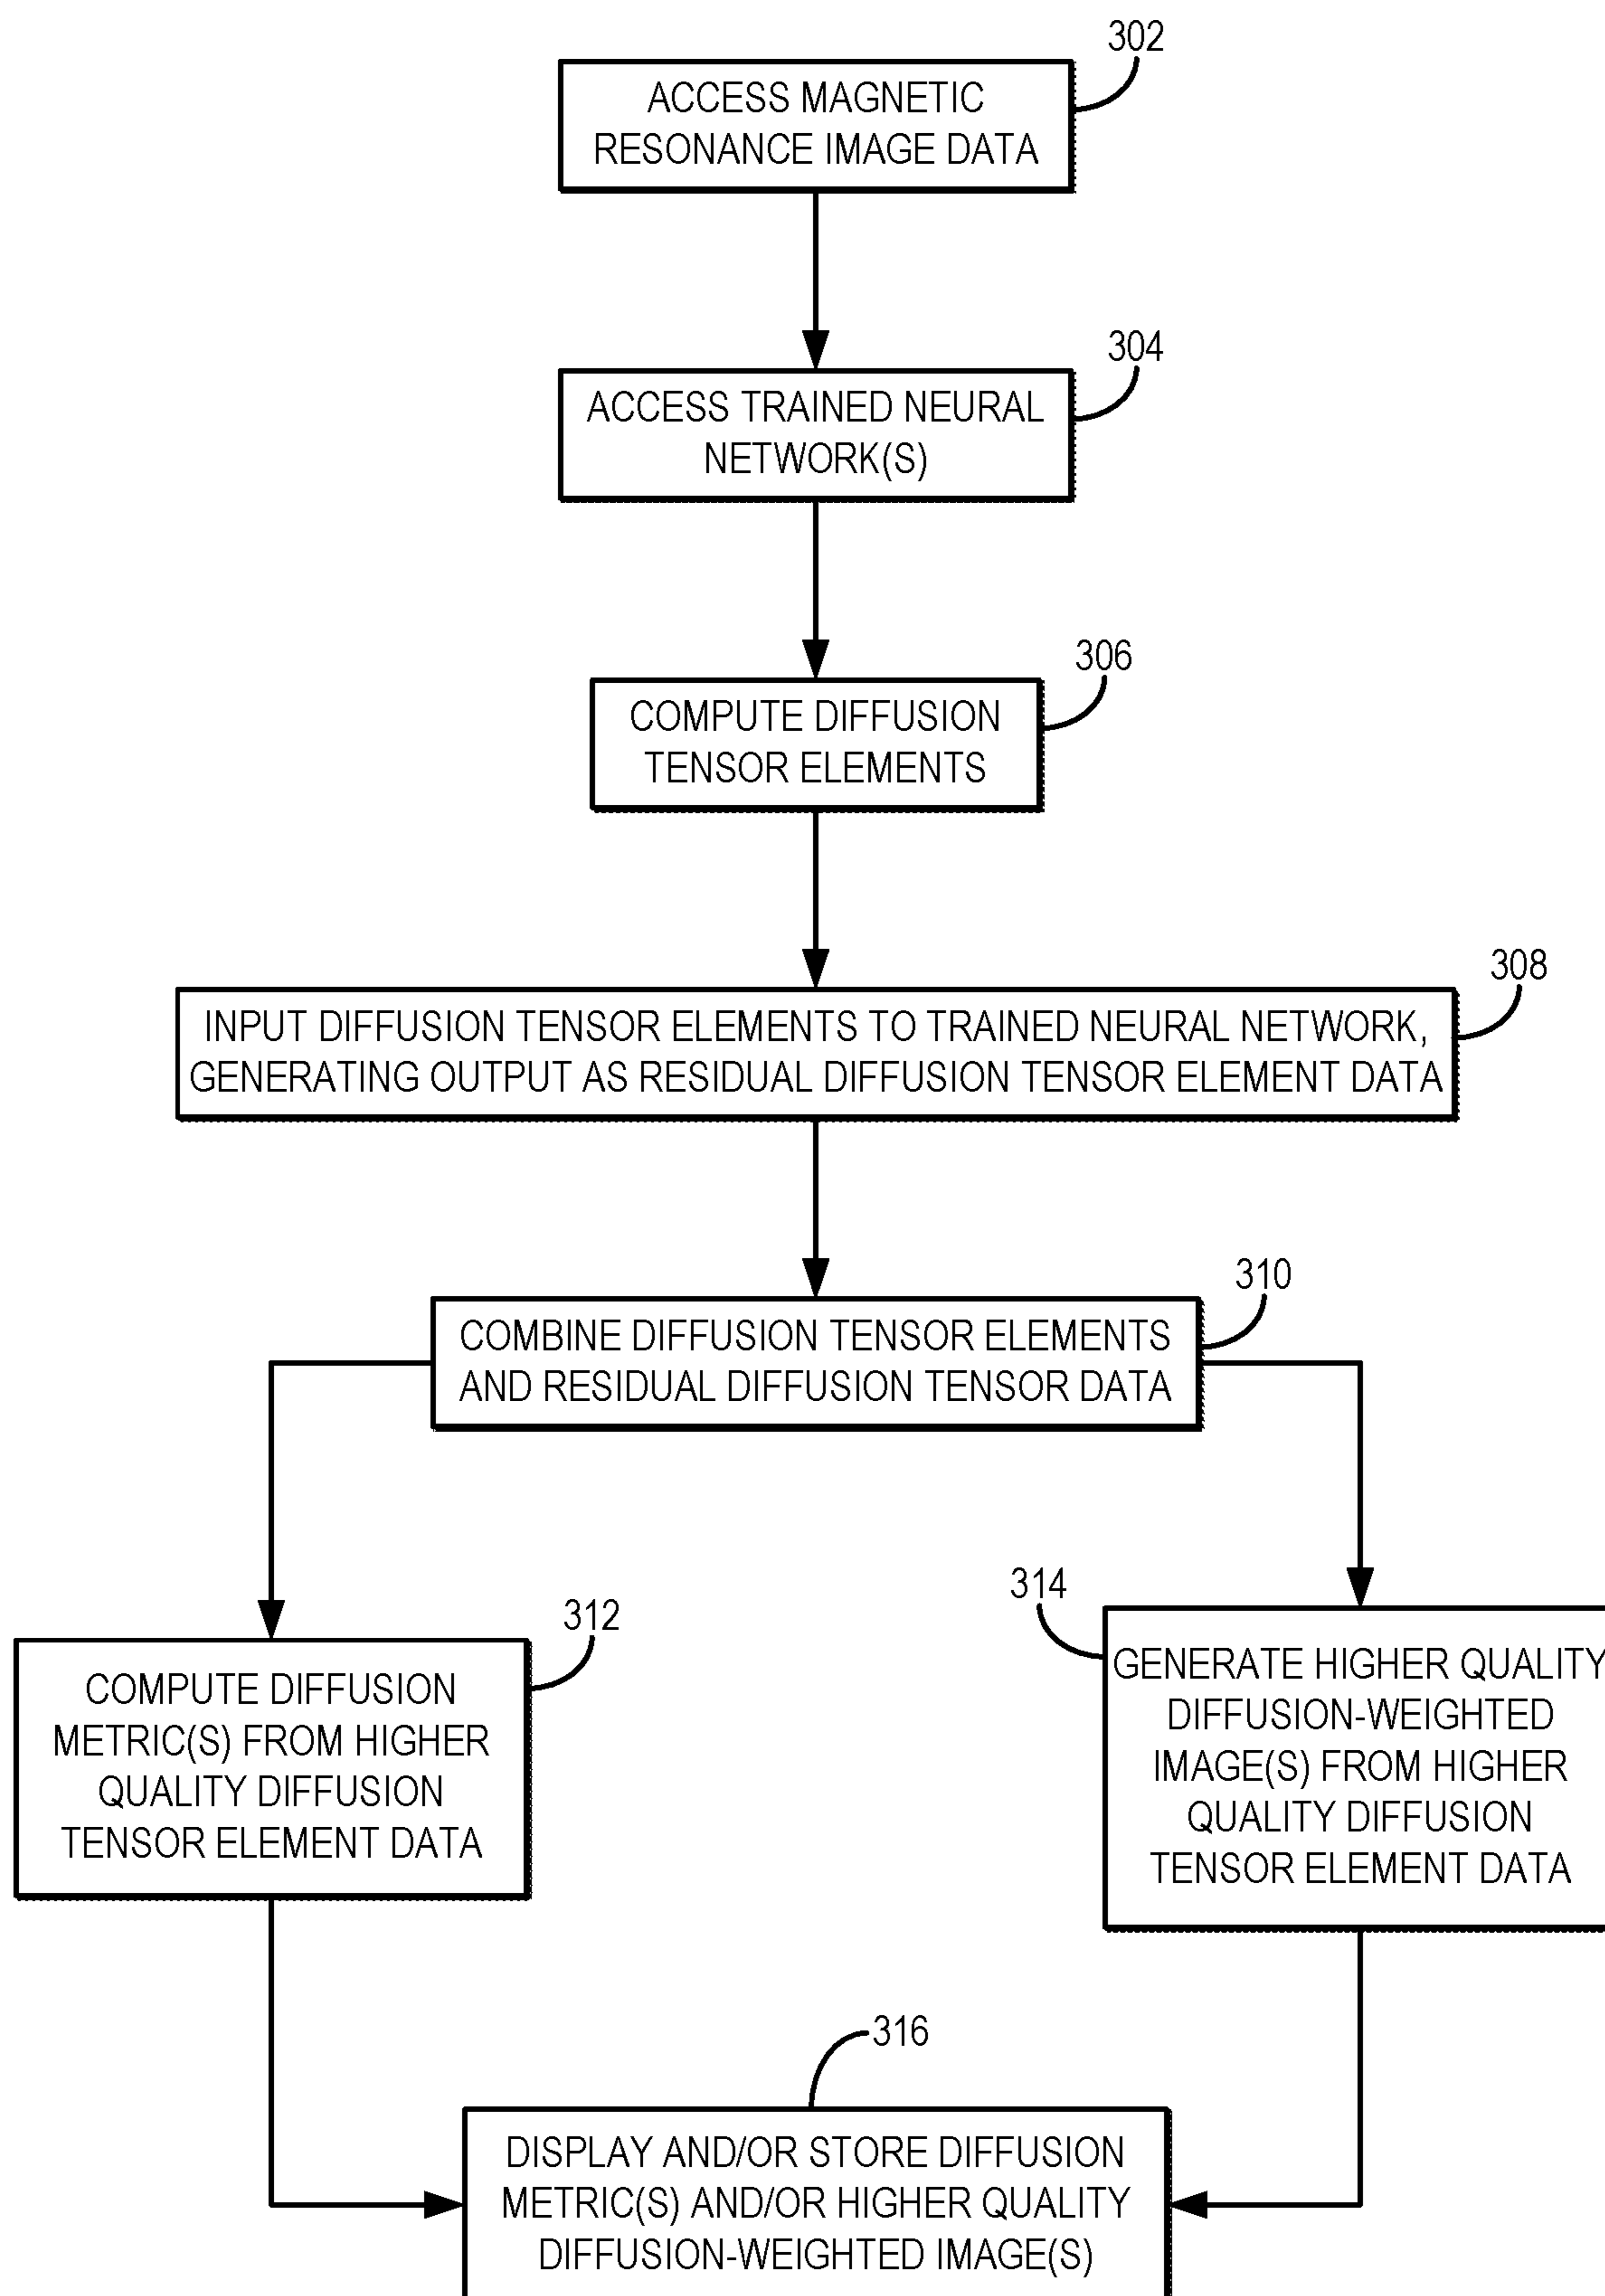 302
ACCESS MAGNETIC
RESONANCE IMAGE DATA
304
ACCESS TRAINED NEURAL
NETWORK(S)
306
COMPUTE DIFFUSION
TENSOR ELEMENTS
308
INPUT DIFFUSION TENSOR ELEMENTS TO TRAINED NEURAL NETWORK,
GENERATING OUTPUT AS RESIDUAL DIFFUSION TENSOR ELEMENT DATA
310
COMBINE DIFFUSION TENSOR ELEMENTS
AND RESIDUAL DIFFUSION TENSOR DATA
312
COMPUTE DIFFUSION
METRIC(S) FROM HIGHER
QUALITY DIFFUSION
TENSOR ELEMENT DATA
314
GENERATE HIGHER QUALITY
DIFFUSION-WEIGHTED
IMAGE(S) FROM HIGHER
QUALITY DIFFUSION
TENSOR ELEMENT DATA
316
DISPLAY AND/OR STORE DIFFUSION
METRIC(S) AND/OR HIGHER QUALITY
DIFFUSION-WEIGHTED IMAGE(S)